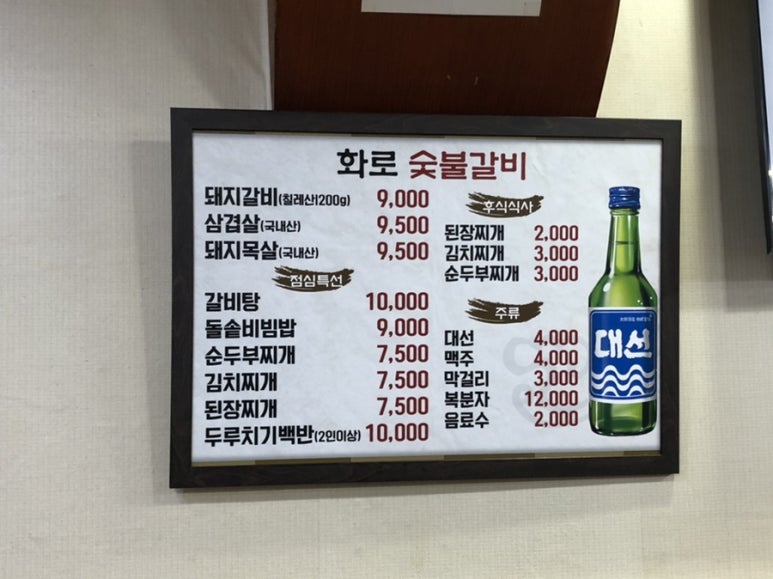 화로 숯불갈비
돼지갈비(칠레산|200g) 9,000
삼겹살(국내산) 9,500
돼지목살(국내산) 9,500
점심특선
갈비탕 10,000
돌솥비빔밥 9,000
순두부찌개 7,500
김치찌개 7,500
된장찌개 7,500
두루치기백반(2인이상) 10,000
후식식사
된장찌개 2,000
김치찌개 3,000
순두부찌개 3,000
주류
대선 4,000
맥주 4,000
막걸리 3,000
복분자 12,000
음료수 2,000
대선